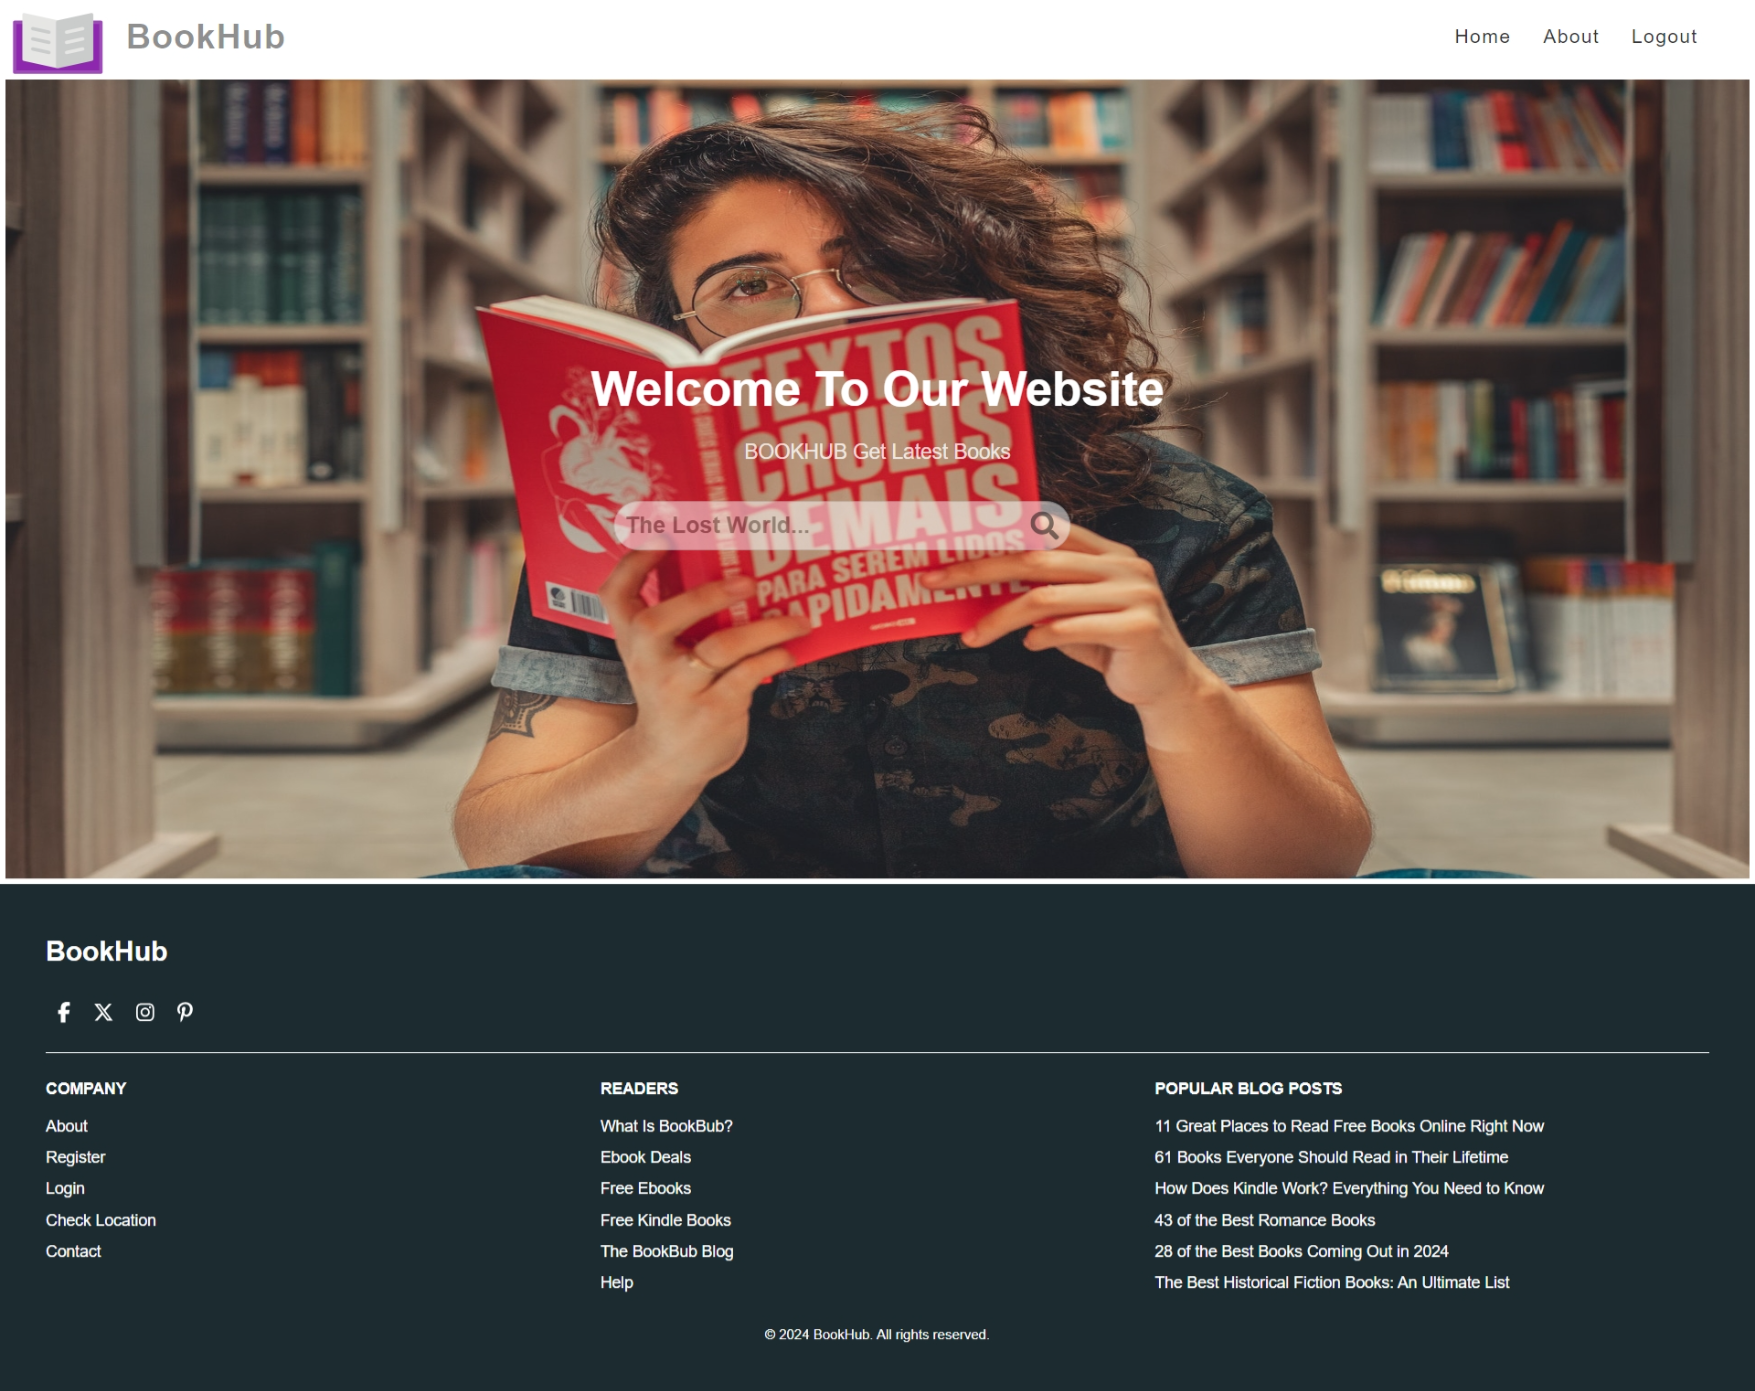 BookHub
Home About Logout
TEXTOS
CRUEIS
DEMAIS
PARA SEREM LIDOS
RAPIDAMENTE
Welcome To Our Website
BOOKHUB Get Latest Books
The Lost World...
BookHub
COMPANY
About
Register
Login
Check Location
Contact
READERS
What Is BookBub?
Ebook Deals
Free Ebooks
Free Kindle Books
The BookBub Blog
Help
POPULAR BLOG POSTS
11 Great Places to Read Free Books Online Right Now
61 Books Everyone Should Read in Their Lifetime
How Does Kindle Work? Everything You Need to Know
43 of the Best Romance Books
28 of the Best Books Coming Out in 2024
The Best Historical Fiction Books: An Ultimate List
© 2024 BookHub. All rights reserved.